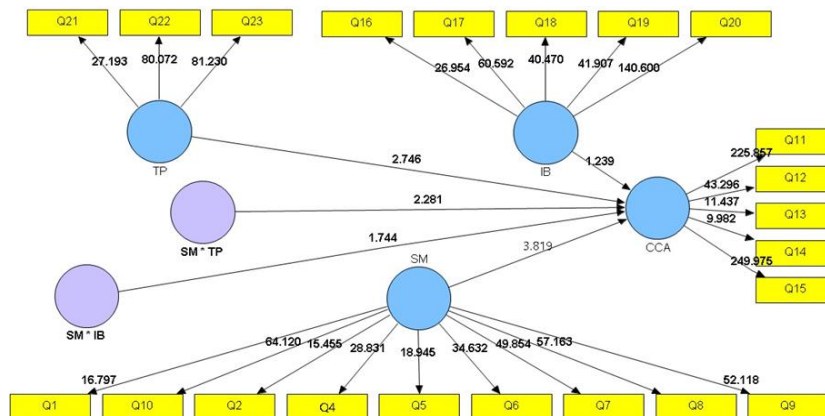 Q21
Q22
Q23
Q16
Q17
Q18
Q19
Q20
27.193
80.072
81.230
26.954
60.592
40.470
41.907
140.600
TP
IB
Q11
Q12
Q13
Q14
Q15
225.857
43.296
11.437
9.982
249.975
2.746
1.239
2.281
1.744
3.819
CCA
SM * TP
SM * IB
SM
16.797
64.120
15.455
28.831
18.945
34.632
49.854
57.163
52.118
Q1
Q10
Q2
Q4
Q5
Q6
Q7
Q8
Q9